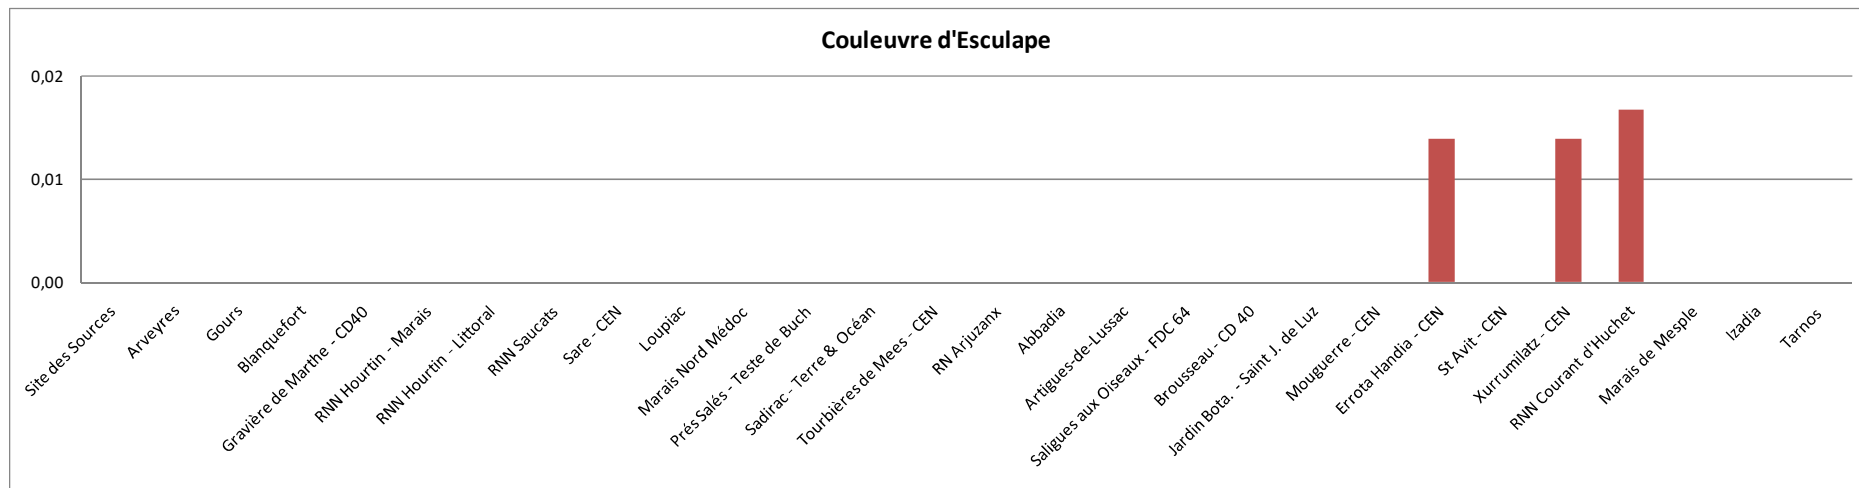 Couleuvre d'Esculape
0,02
0,01
0,00
Site des Sources
Arveyres
Gours
Blanquefort
Gravière de Marthe - CD40
RNN Hourtin - Marais
RNN Hourtin - Littoral
RNN Saucats
Sare - CEN
Loupiac
Marais Nord Médoc
Prés Salés - Teste de Buch
Sadirac - Terre & Océan
Tourbières de Mees - CEN
RN Arjuzanx
Abbadia
Artigues-de-Lussac
Saligues aux Oiseaux - FDC 64
Brousseau - CD 40
Jardin Bota. - Saint J. de Luz
Mouguerre - CEN
Errota Handia - CEN
St Avit - CEN
Xurrumilatz - CEN
RNN Courant d'Huchet
Marais de Mesple
Izadia
Tarnos